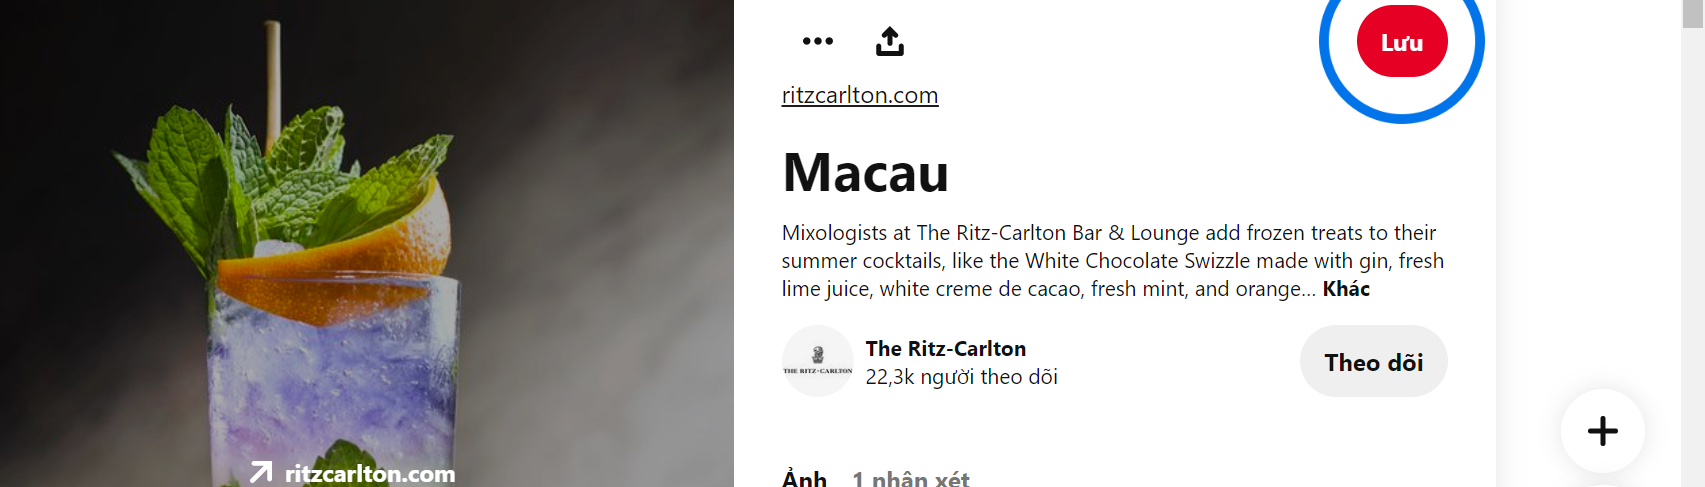 Lưu
ritzcarlton.com
Macau
Mixologists at The Ritz-Carlton Bar & Lounge add frozen treats to their
summer cocktails, like the White Chocolate Swizzle made with gin, fresh
lime juice, white creme de cacao, fresh mint, and orange... Khác
THE RITZ-CARLTON
The Ritz-Carlton
22,3k người theo dõi
Theo dõi
Ảnh 1 nhận xét
ritzcarlton.com